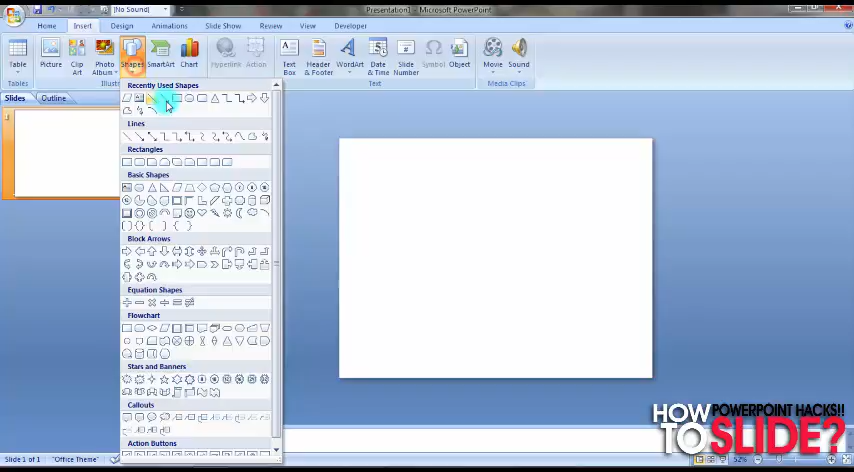 [No Sound]
Presentation1 - Microsoft PowerPoint
Home Insert Design Animations Slide Show Review View Developer
Table Picture Clip Art Photo Album Shapes SmartArt Chart Hyperlink Action Text Box Header & Footer WordArt Date & Time Slide Number Symbol Object Movie Sound
Tables Illust Text Media Clips
Slides Outline
Recently Used Shapes
Lines
Rectangles
Basic Shapes
Block Arrows
Equation Shapes
Flowchart
Stars and Banners
Callouts
Action Buttons
HOW POWERPOINT HACKS!!
TO SLIDE?
Slide 1 of 1 "Office Theme" 52%